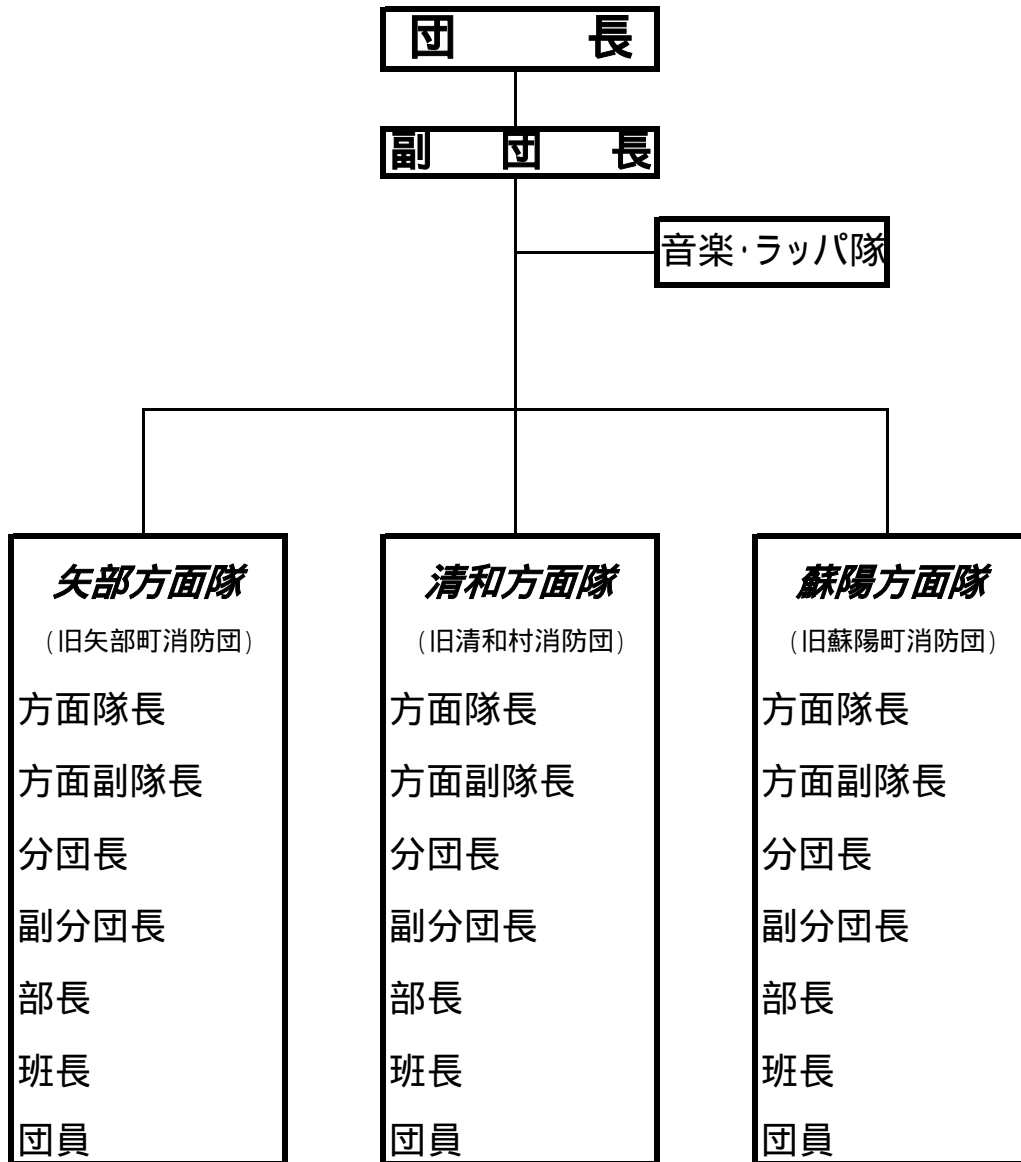 団長
副団長
音楽・ラッパ隊
矢部方面隊
(旧矢部町消防団)
方面隊長
方面副隊長
分団長
副分団長
部長
班長
団員
清和方面隊
(旧清和村消防団)
方面隊長
方面副隊長
分団長
副分団長
部長
班長
団員
蘇陽方面隊
(旧蘇陽町消防団)
方面隊長
方面副隊長
分団長
副分団長
部長
班長
団員